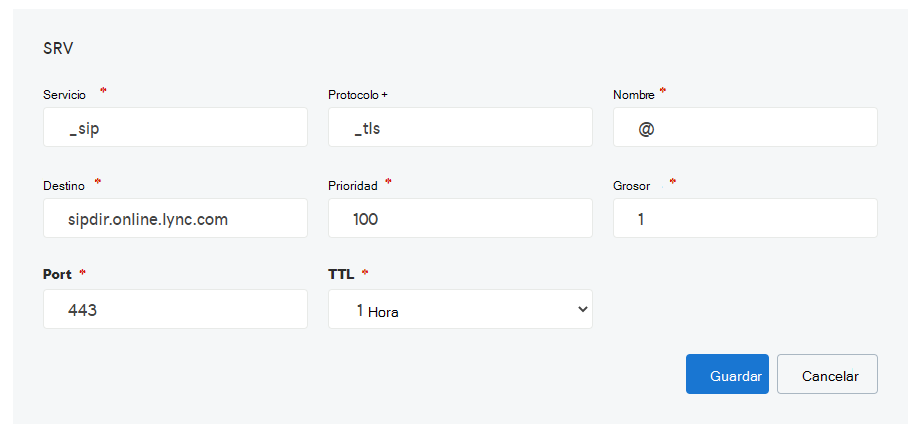 SRV
Servicio * Protocolo + Nombre *
_sip _tls @
Destino * Prioridad * Grosor *
sipdir.online.lync.com 100 1
Port * TTL *
443 1 Hora
Guardar Cancelar